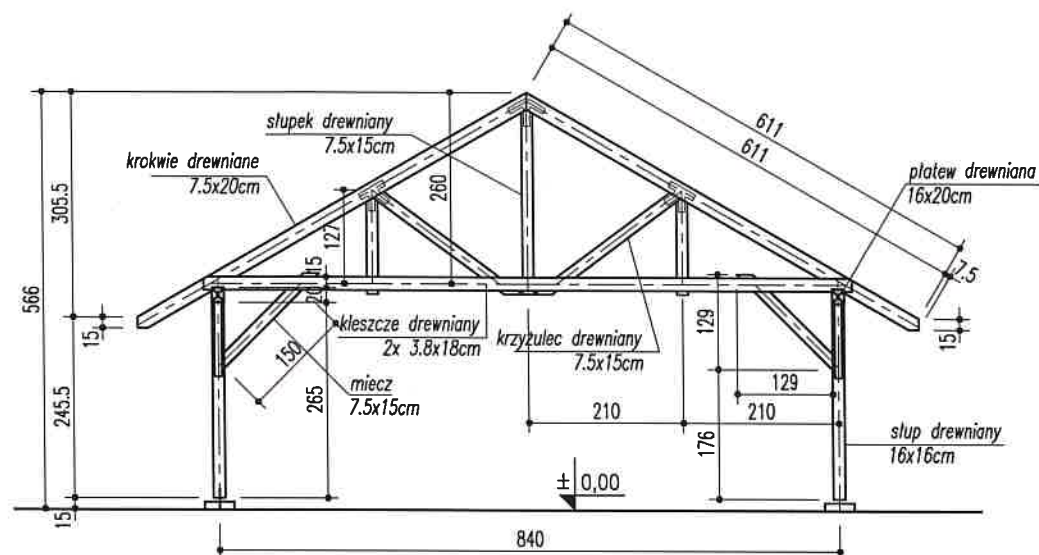 611
611
słupek drewniany
7.5x15cm
krokwie drewniane
7.5x20cm
260
płatew drewniana
16x20cm
305.5
127
7.5
566
15
20
15
kleszcze drewniany
2x 3.8x18cm
krzyżulec drewniany
7.5x15cm
129
15
150
miecz
7.5x15cm
265
129
245.5
210
210
176
słup drewniany
16x16cm
± 0,00
15
840